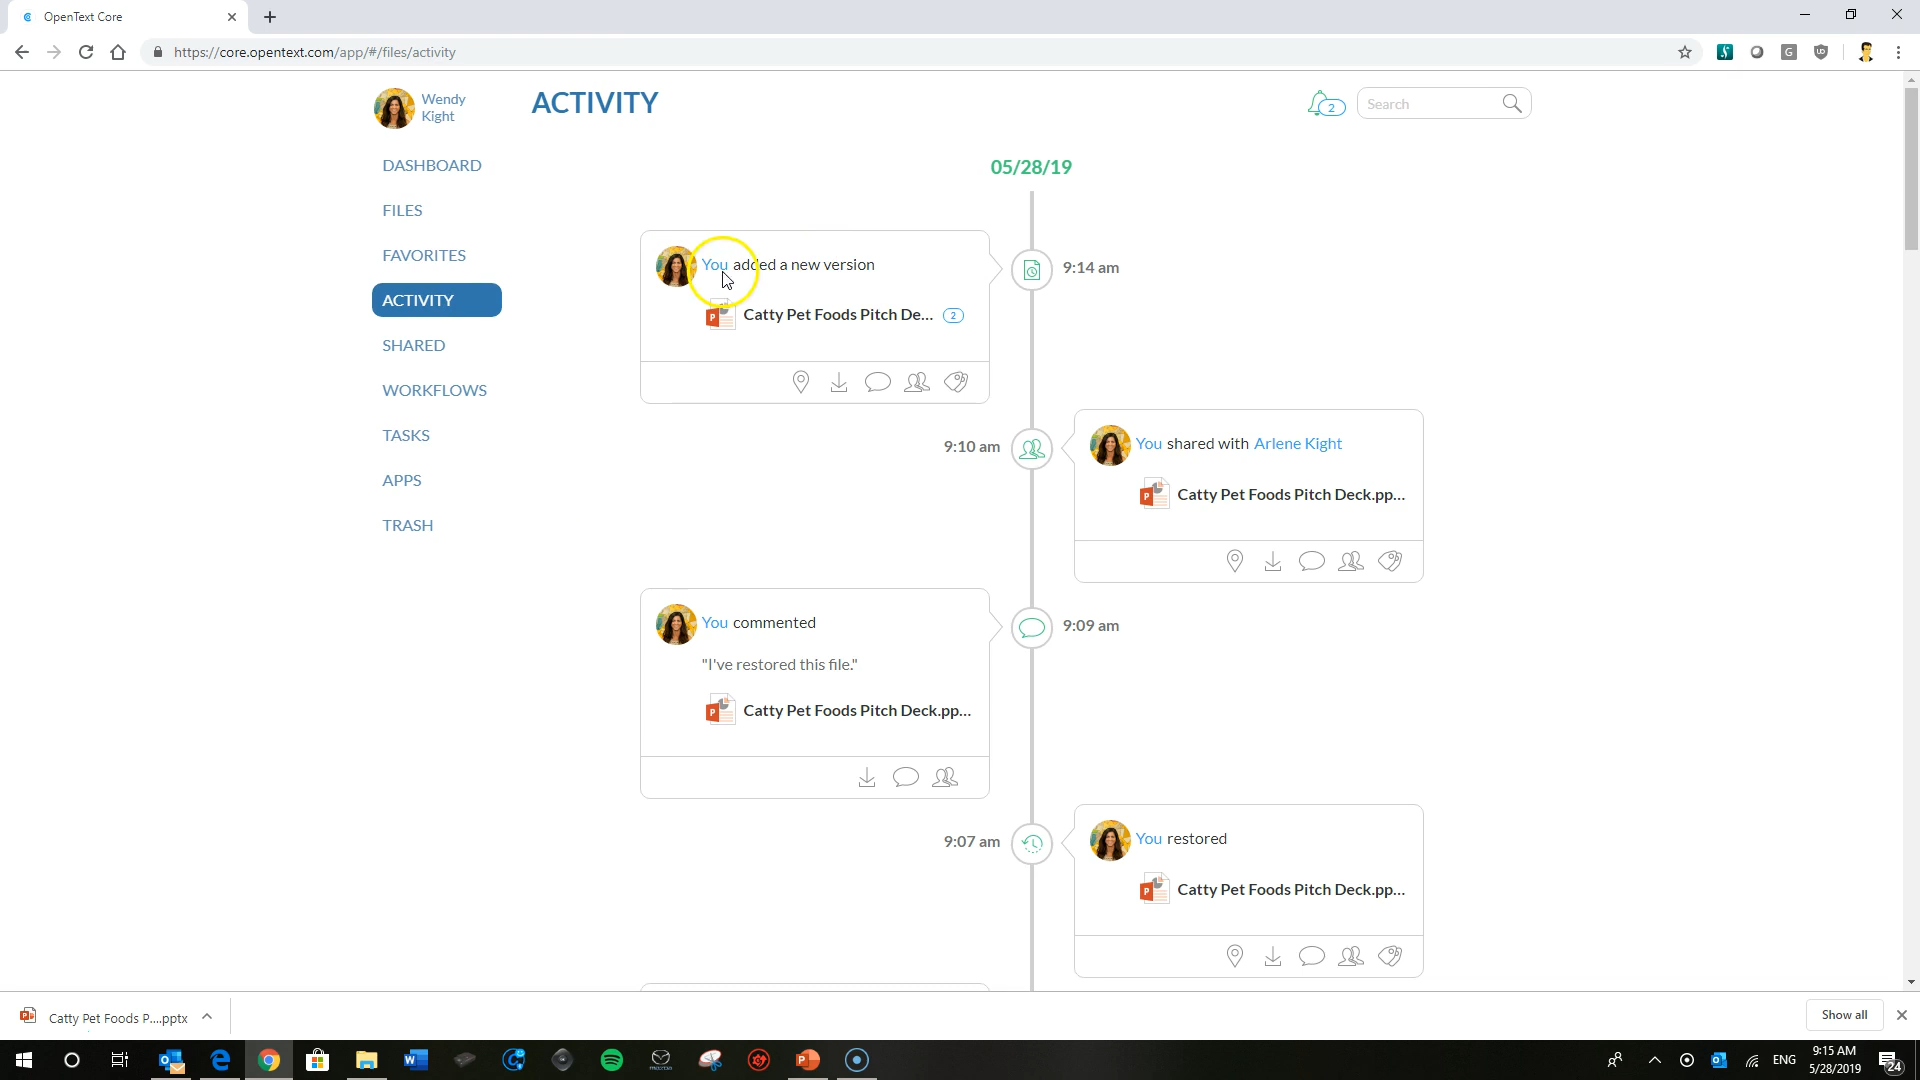 OpenText Core
https://core.opentext.com/app/#/files/activity
Wendy
Kight
ACTIVITY
2
Search
DASHBOARD
FILES
FAVORITES
ACTIVITY
SHARED
WORKFLOWS
TASKS
APPS
TRASH
05/28/19
You added a new version
Catty Pet Foods Pitch De... 2
9:14 am
9:10 am
You shared with Arlene Kight
Catty Pet Foods Pitch Deck.pp...
You commented
"I've restored this file."
Catty Pet Foods Pitch Deck.pp...
9:09 am
9:07 am
You restored
Catty Pet Foods Pitch Deck.pp...
Catty Pet Foods P....pptx
Show all
ENG
9:15 AM
5/28/2019
24